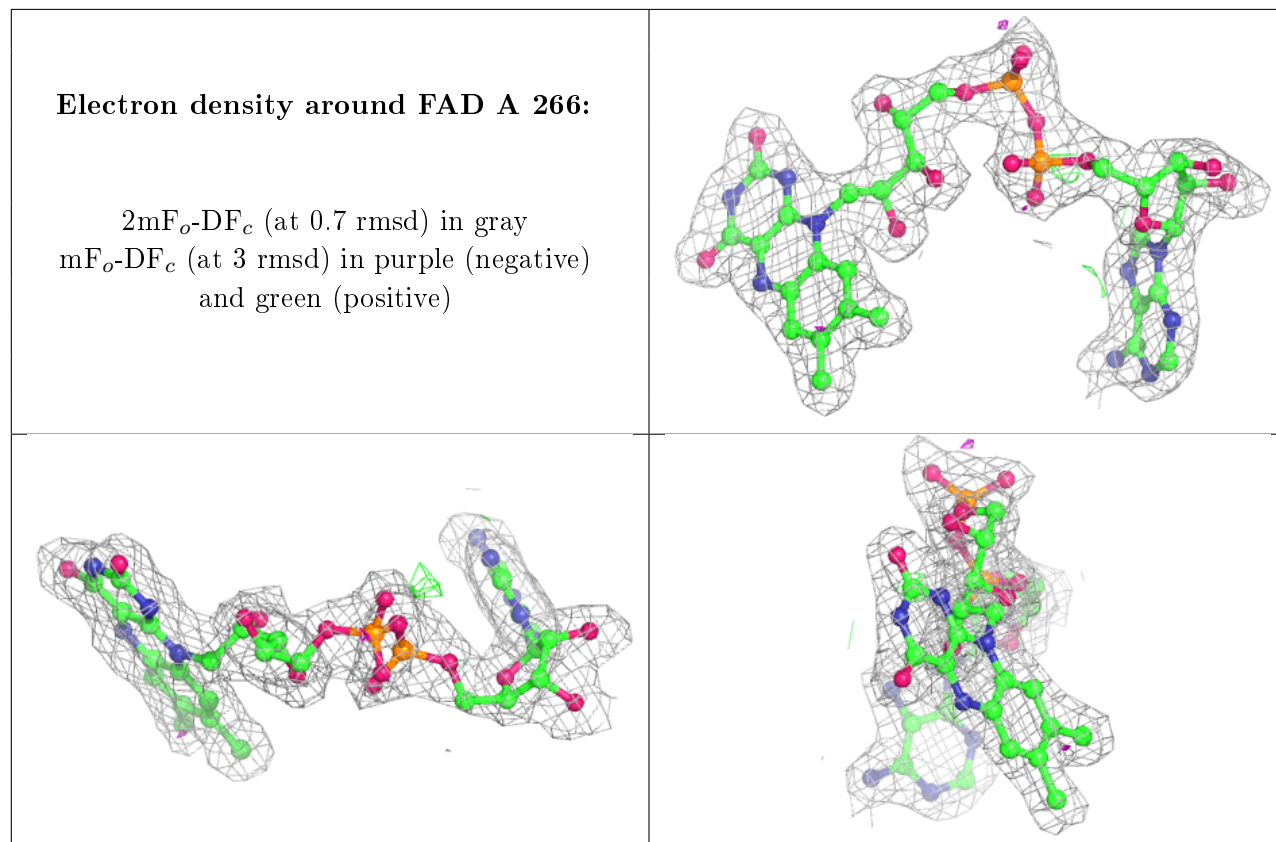 Electron density around FAD A 266:
2mFo-DFc (at 0.7 rmsd) in gray
mFo-DFc (at 3 rmsd) in purple (negative)
and green (positive)